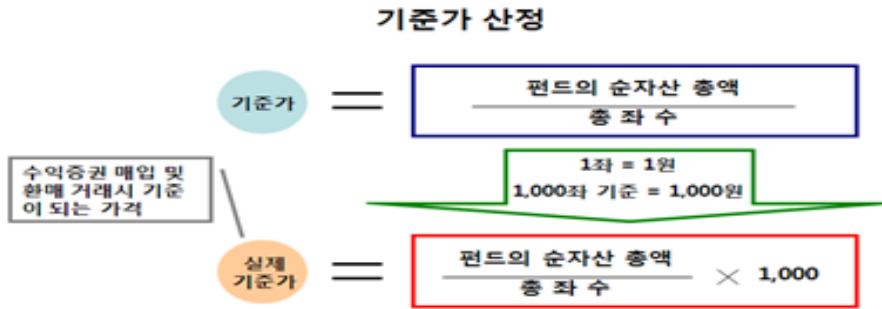 기준가 산정
기준가
펀드의 순자산 총액
총 좌 수
수익증권 매입 및
환매 거래시 기준
이 되는 가격
1좌 = 1원
1,000좌 기준 = 1,000원
실제
기준가
펀드의 순자산 총액
총 좌 수
× 1,000